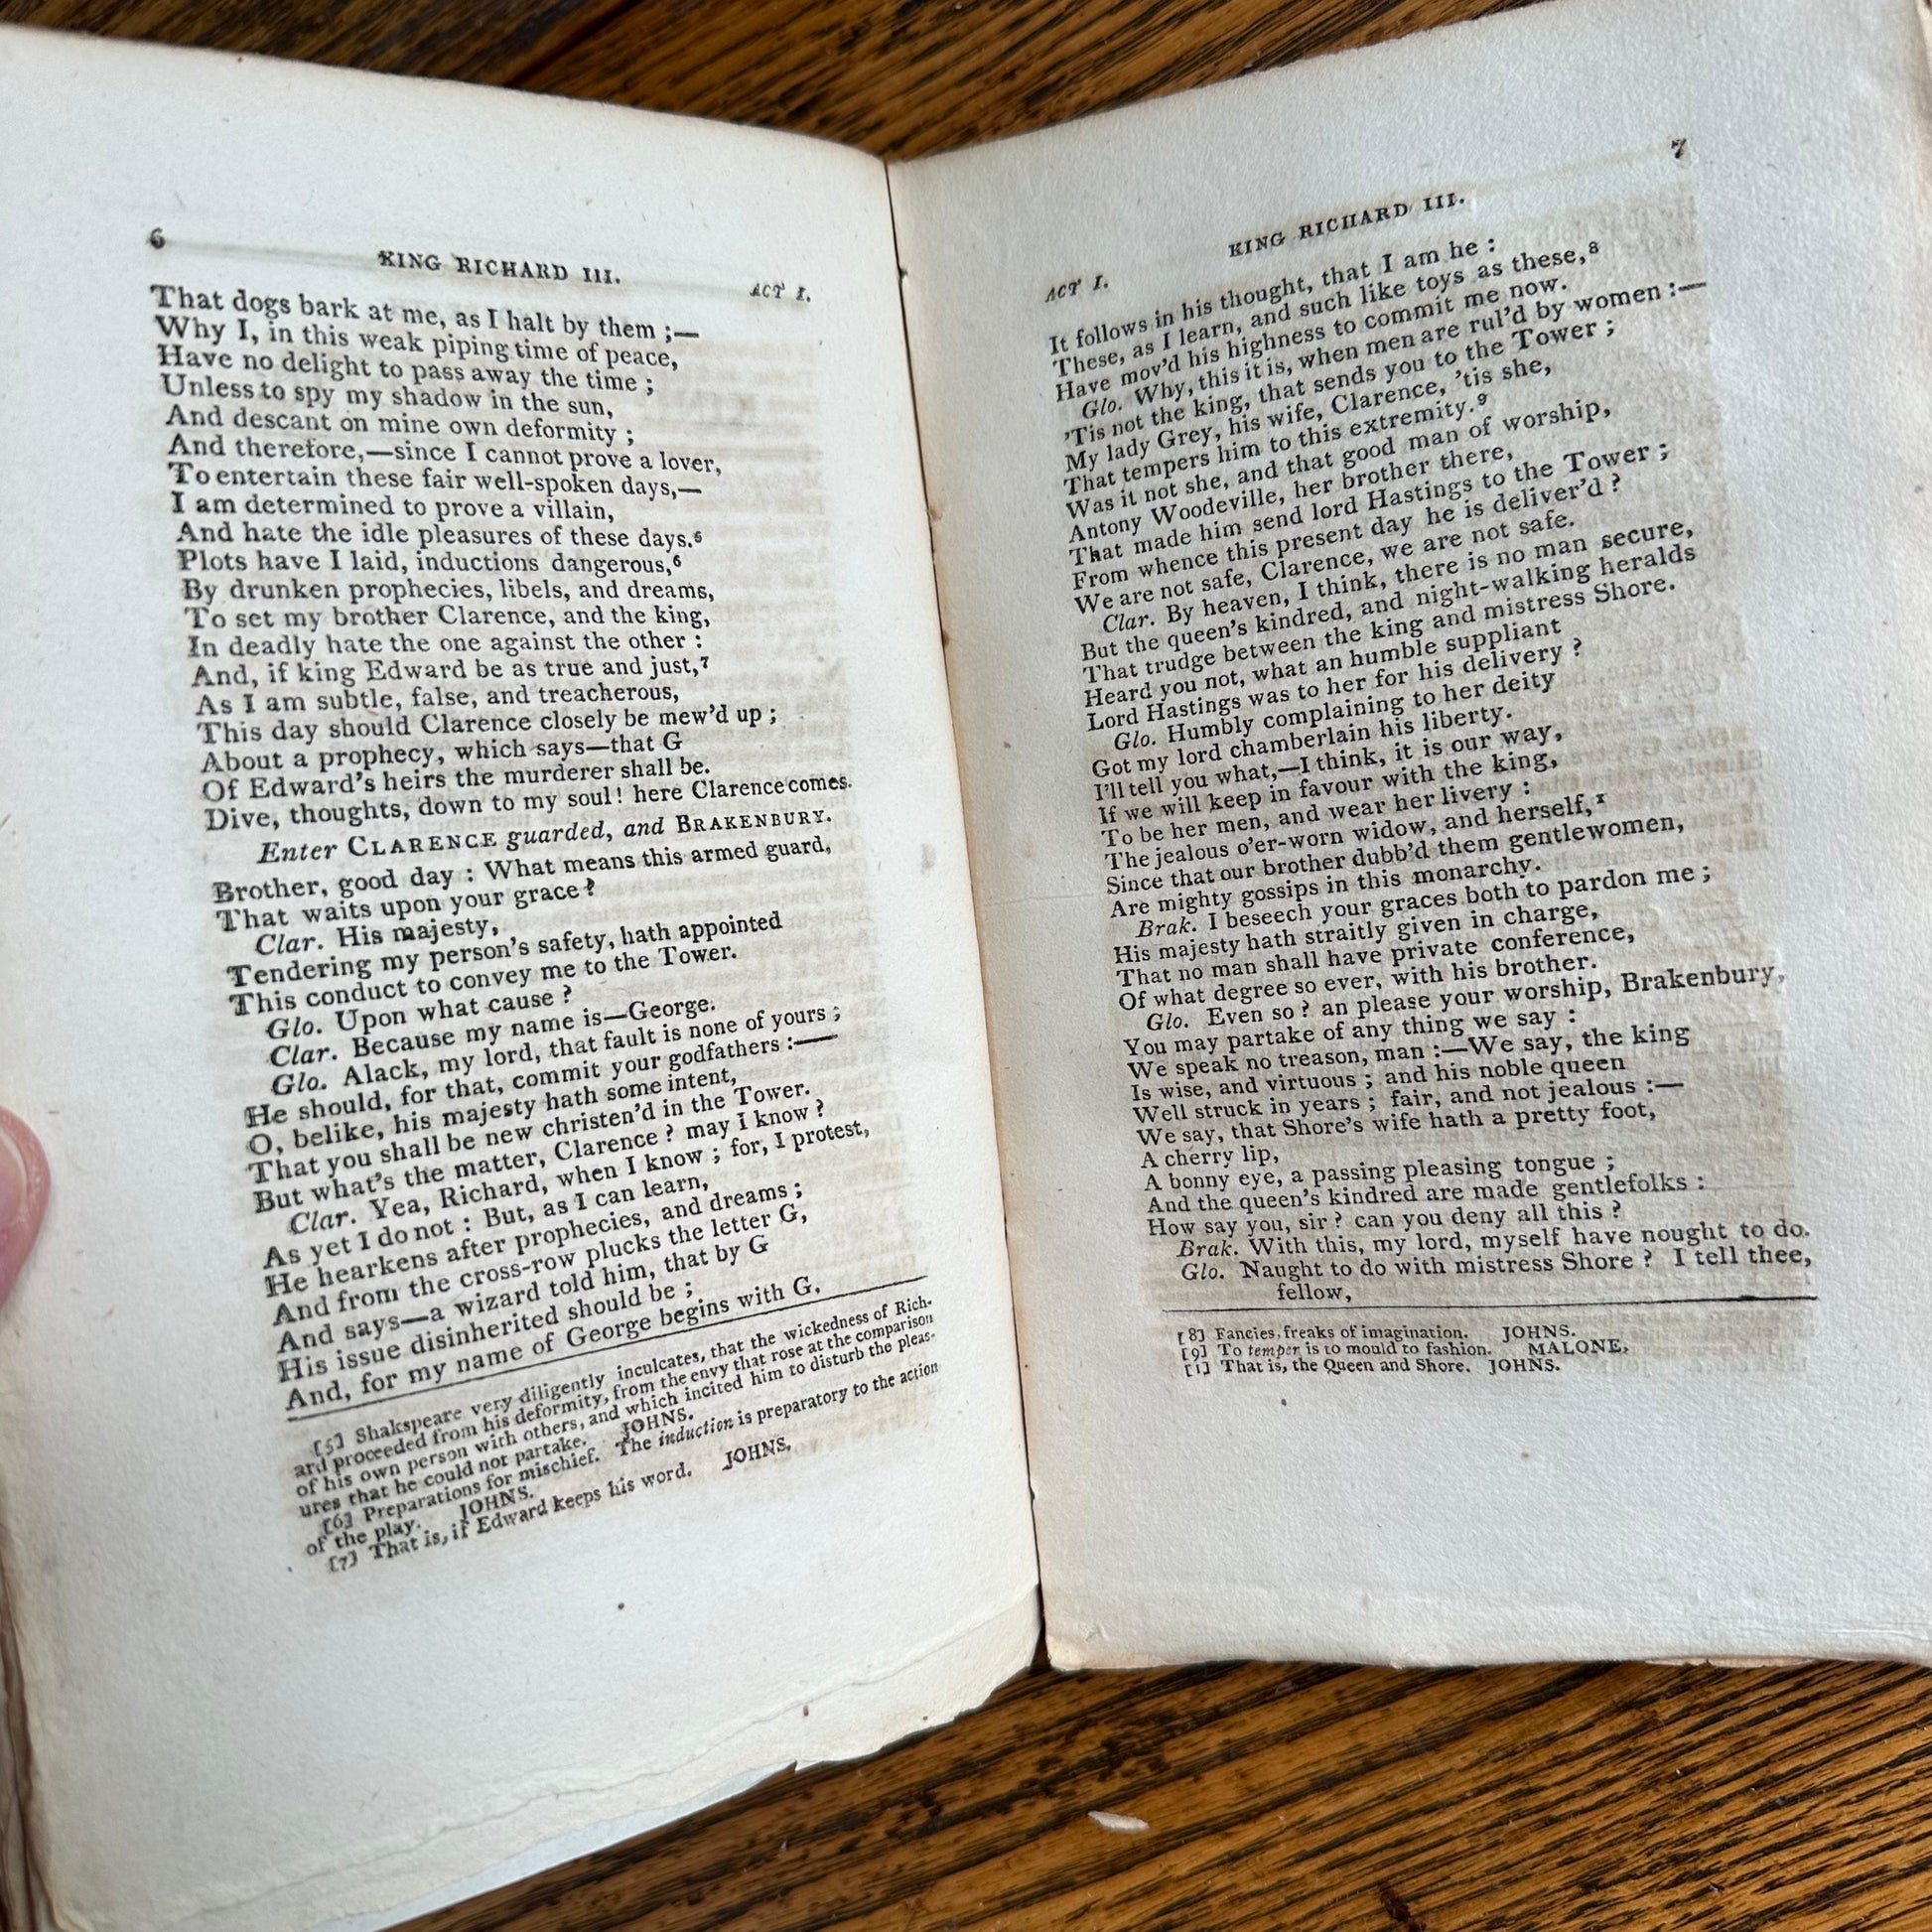 6
KING RICHARD III.
ACT I.
That dogs bark at me, as I halt by them ;—
Why I, in this weak piping time of peace,
Have no delight to pass away the time ;
Unless to spy my shadow in the sun,
And descant on mine own deformity ;
And therefore,—since I cannot prove a lover,
To entertain these fair well-spoken days,—
I am determined to prove a villain,
And hate the idle pleasures of these days.⁵
Plots have I laid, inductions dangerous,⁶
By drunken prophecies, libels, and dreams,
To set my brother Clarence, and the king,
In deadly hate the one against the other :
And, if king Edward be as true and just,⁷
As I am subtle, false, and treacherous,
This day should Clarence closely be mew'd up ;
About a prophecy, which says—that G
Of Edward's heirs the murderer shall be.
Dive, thoughts, down to my soul! here Clarence comes.
Enter CLARENCE guarded, and BRAKENBURY.
Brother, good day : What means this armed guard,
That waits upon your grace ?
Clar. His majesty,
Tendering my person's safety, hath appointed
This conduct to convey me to the Tower.
Glo. Upon what cause ?
Clar. Because my name is—George.
Glo. Alack, my lord, that fault is none of yours ;
He should, for that, commit your godfathers :—
O, belike, his majesty hath some intent,
That you shall be new christen'd in the Tower.
But what's the matter, Clarence ? may I know ?
Clar. Yea, Richard, when I know ; for, I protest,
As yet I do not : But, as I can learn,
He hearkens after prophecies, and dreams ;
And from the cross-row plucks the letter G,
And says—a wizard told him, that by G
His issue disinherited should be ;
And, for my name of George begins with G,
[5] Shakspeare very diligently inculcates, that the wickedness of Rich-
ard proceeded from his deformity, from the envy that rose at the comparison
of his own person with others, and which incited him to disturb the pleas-
ures that he could not partake. JOHNS.
[6] Preparations for mischief. The induction is preparatory to the action
of the play. JOHNS.
[7] That is, if Edward keeps his word. JOHNS.
7
KING RICHARD III.
ACT I.
It follows in his thought, that I am he :
These, as I learn, and such like toys as these,⁸
Have mov'd his highness to commit me now.
Glo. Why, this it is, when men are rul'd by women :—
'Tis not the king, that sends you to the Tower ;
My lady Grey, his wife, Clarence, 'tis she,
That tempers him to this extremity.⁹
Was it not she, and that good man of worship,
Antony Woodeville, her brother there,
That made him send lord Hastings to the Tower ;
From whence this present day he is deliver'd ?
We are not safe, Clarence, we are not safe.
Clar. By heaven, I think, there is no man secure,
But the queen's kindred, and night-walking heralds
That trudge between the king and mistress Shore.
Heard you not, what an humble suppliant
Lord Hastings was to her for his delivery ?
Glo. Humbly complaining to her deity
Got my lord chamberlain his liberty.
I'll tell you what,—I think, it is our way,
If we will keep in favour with the king,
To be her men, and wear her livery :
The jealous o'er-worn widow, and herself,¹
Since that our brother dubb'd them gentlewomen,
Are mighty gossips in this monarchy.
Brak. I beseech your graces both to pardon me ;
His majesty hath straitly given in charge,
That no man shall have private conference,
Of what degree so ever, with his brother.
Glo. Even so ? an please your worship, Brakenbury,
You may partake of any thing we say :
We speak no treason, man :—We say, the king
Is wise, and virtuous ; and his noble queen
Well struck in years ; fair, and not jealous :—
We say, that Shore's wife hath a pretty foot,
A cherry lip,
A bonny eye, a passing pleasing tongue ;
And the queen's kindred are made gentlefolks :
How say you, sir ? can you deny all this ?
Brak. With this, my lord, myself have nought to do.
Glo. Naught to do with mistress Shore ? I tell thee,
fellow,
[8] Fancies, freaks of imagination. JOHNS.
[9] To temper is to mould to fashion. MALONE.
[1] That is, the Queen and Shore. JOHNS.